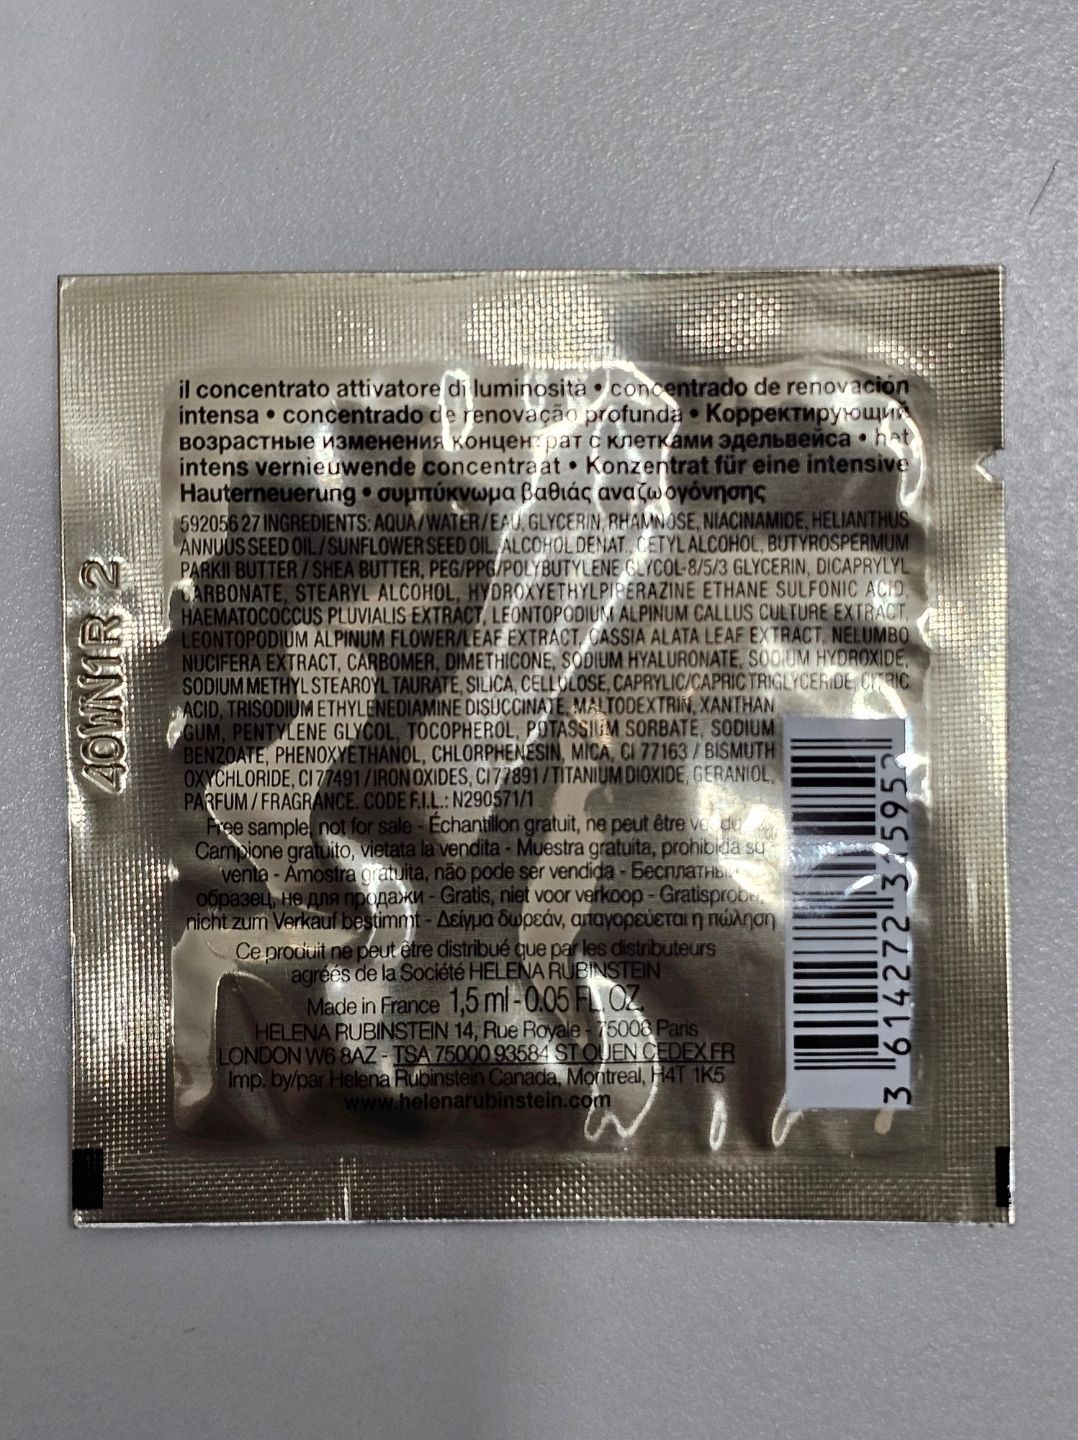 il concentrato attivatore di luminosità • concentrado de renovación
intensa • concentrado de renovação profunda • Корректирующий
возрастные изменения концентрат с клетками эдельвейса • het
intens vernieuwende concentraat • Konzentrat für eine intensive
Hauterneuerung • συμπύκνωμα βαθιάς αναζωογόνησης
592056 27 INGREDIENTS: AQUA / WATER / EAU, GLYCERIN, RHAMNOSE, NIACINAMIDE, HELIANTHUS
ANNUUS SEED OIL / SUNFLOWER SEED OIL, ALCOHOL DENAT., CETYL ALCOHOL, BUTYROSPERMUM
PARKII BUTTER / SHEA BUTTER, PEG/PPG/POLYBUTYLENE GLYCOL-8/5/3 GLYCERIN, DICAPRYLYL
CARBONATE, STEARYL ALCOHOL, HYDROXYETHYLPIPERAZINE ETHANE SULFONIC ACID,
HAEMATOCOCCUS PLUVIALIS EXTRACT, LEONTOPODIUM ALPINUM CALLUS CULTURE EXTRACT,
LEONTOPODIUM ALPINUM FLOWER/LEAF EXTRACT, CASSIA ALATA LEAF EXTRACT, NELUMBO
NUCIFERA EXTRACT, CARBOMER, DIMETHICONE, SODIUM HYALURONATE, SODIUM HYDROXIDE,
SODIUM METHYL STEAROYL TAURATE, SILICA, CELLULOSE, CAPRYLIC/CAPRIC TRIGLYCERIDE, CITRIC
ACID, TRISODIUM ETHYLENEDIAMINE DISUCCINATE, MALTODEXTRIN, XANTHAN
GUM, PENTYLENE GLYCOL, TOCOPHEROL, POTASSIUM SORBATE, SODIUM
BENZOATE, PHENOXYETHANOL, CHLORPHENESIN, MICA, CI 77163 / BISMUTH
OXYCHLORIDE, CI 77491 / IRON OXIDES, CI 77891 / TITANIUM DIOXIDE, GERANIOL,
PARFUM / FRAGRANCE. CODE F.I.L.: N290571/1
Free sample, not for sale - Échantillon gratuit, ne peut être
Campione gratuito, vietata la vendita - Muestra gratuita, prohibida su
venta - Amostra gratuita, não pode ser vendida - Бесплатный
образец, не для продажи - Gratis, niet voor verkoop - Gratisprobe,
nicht zum Verkauf bestimmt - Δείγμα δωρεάν, απαγορεύεται η πώληση
Ce produit ne peut être distribué que par les distributeurs
agréés de la Société HELENA RUBINSTEIN
Made in France 1,5 ml - 0.05 FL. OZ.
HELENA RUBINSTEIN 14, Rue Royale - 75008 Paris
LONDON W6 8AZ - TSA 75000 93584 ST OUEN CEDEX FR
Imp. by/par Helena Rubinstein Canada, Montreal, H4T 1K5
www.helenarubinstein.com
40WN1R 2
3 614272 315952